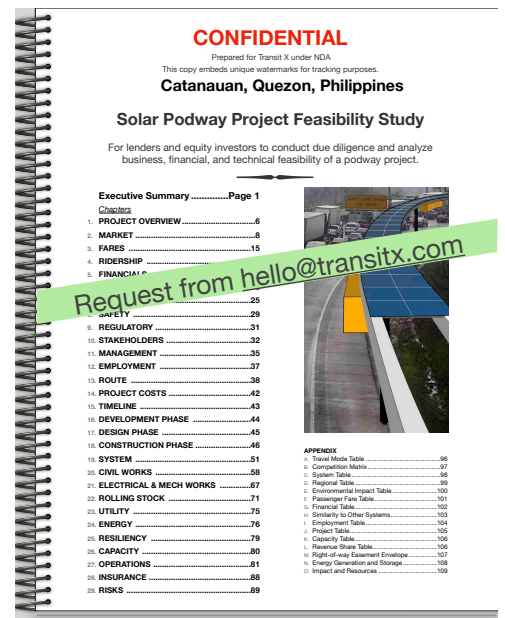 CONFIDENTIAL
Prepared for Transit X under NDA
This copy embeds unique watermarks for tracking purposes.
Catanauan, Quezon, Philippines
Solar Podway Project Feasibility Study
For lenders and equity investors to conduct due diligence and analyze
business, financial, and technical feasibility of a podway project.
Executive Summary .............Page 1
Chapters
1. PROJECT OVERVIEW ..................................6
2. MARKET .....................................................8
3. FARES ......................................................15
4. RIDERSHIP
5. FINANCIALS
Request from hello@transitx.com
25
SAFETY ....................................................29
9. REGULATORY ...........................................31
10. STAKEHOLDERS ......................................32
11. MANAGEMENT .........................................35
12. EMPLOYMENT ..........................................37
13. ROUTE ......................................................38
14. PROJECT COSTS .....................................42
15. TIMELINE ..................................................43
16. DEVELOPMENT PHASE ..........................44
17. DESIGN PHASE ........................................45
18. CONSTRUCTION PHASE .........................46
19. SYSTEM ....................................................51
20. CIVIL WORKS ...........................................58
21. ELECTRICAL & MECH WORKS ...............67
22. ROLLING STOCK .....................................71
23. UTILITY .....................................................75
24. ENERGY ....................................................76
25. RESILIENCY .............................................79
26. CAPACITY .................................................80
27. OPERATIONS ............................................81
28. INSURANCE ..............................................88
29. RISKS ........................................................89
APPENDIX
A. Travel Mode Table ......................................96
B. Competition Matrix .....................................97
C. System Table ..............................................98
D. Regional Table ............................................99
E. Environmental Impact Table .......................100
F. Passenger Fare Table .................................101
G. Financial Table ...........................................102
H. Similarity to Other Systems ........................103
I. Employment Table .......................................104
J. Project Table ...............................................105
K. Capacity Table ............................................106
L. Revenue Share Table ..................................106
M. Right-of-way Easement Envelope ..............107
N. Energy Generation and Storage .................108
O. Impact and Resources ................................109